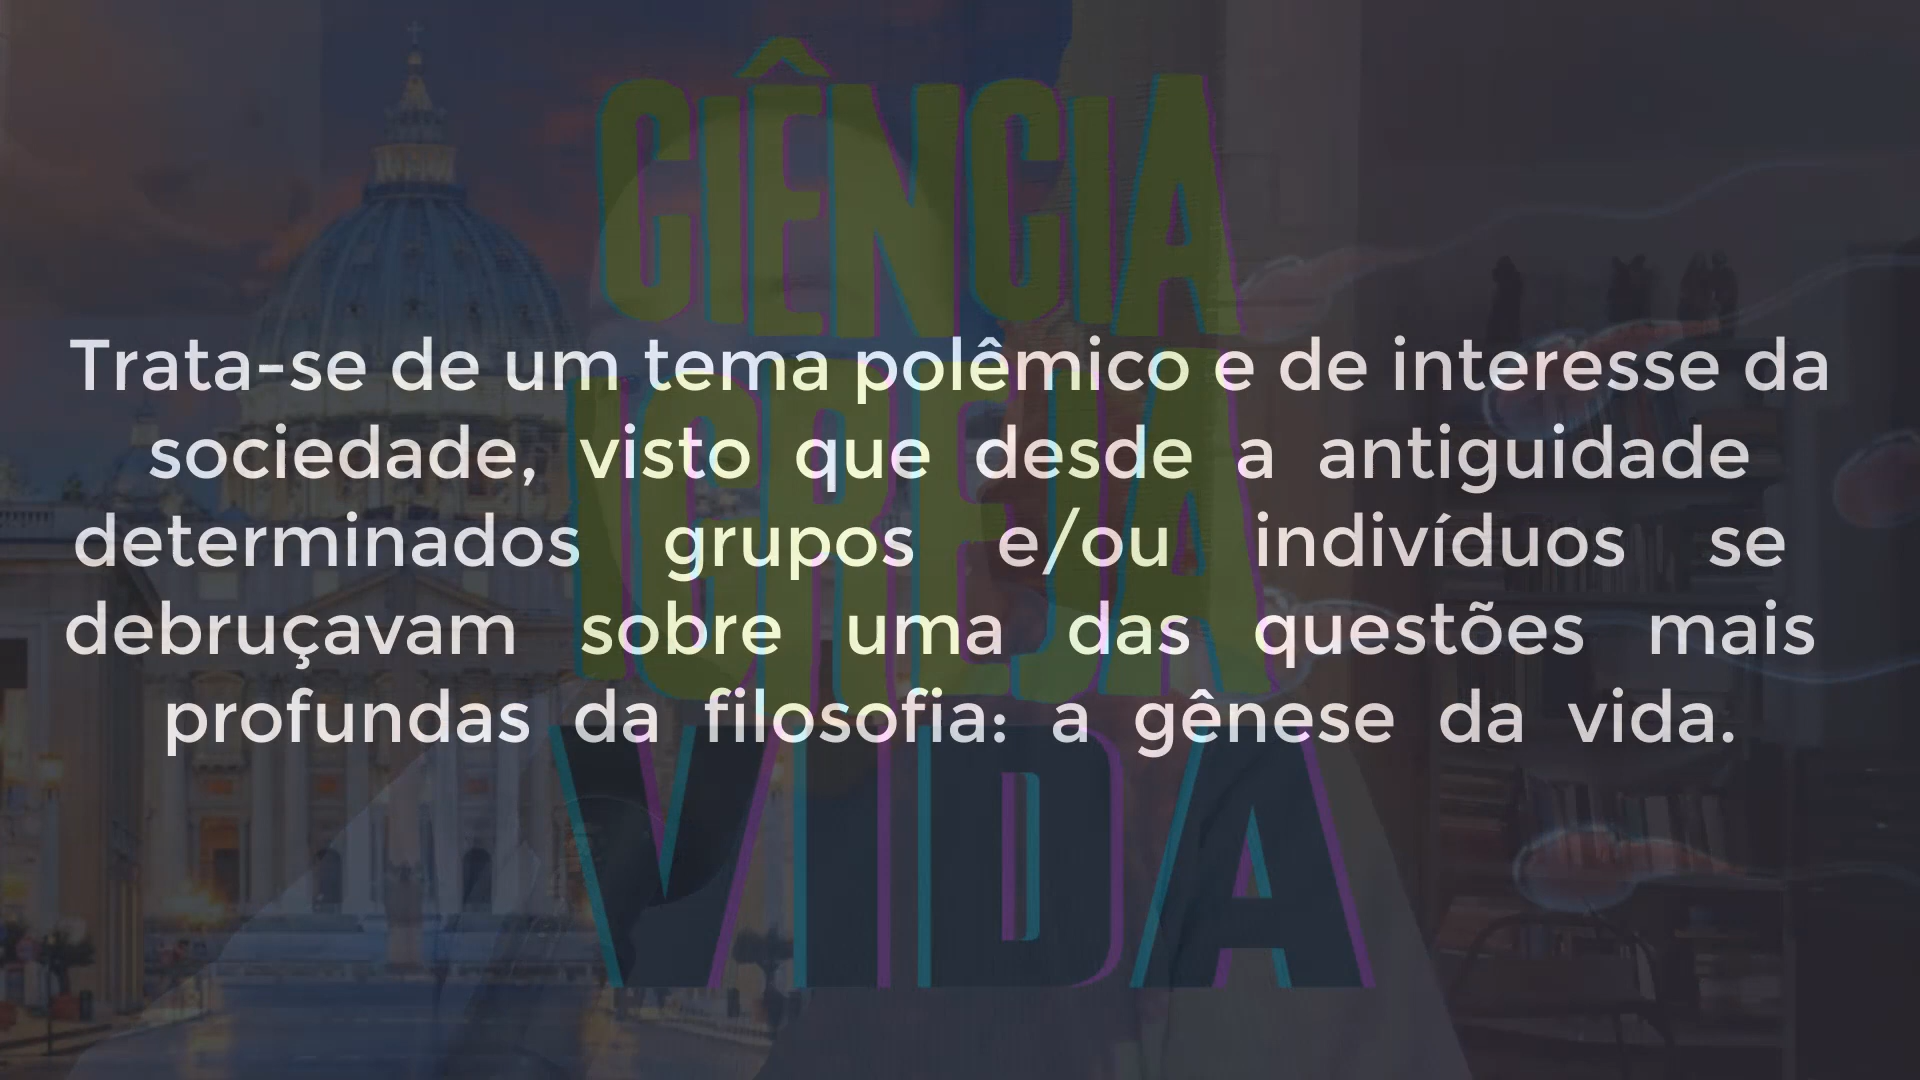 CIÊNCIA
IGREJA
VIDA
Trata-se de um tema polêmico e de interesse da
sociedade, visto que desde a antiguidade
determinados grupos e/ou indivíduos se
debruçavam sobre uma das questões mais
profundas da filosofia: a gênese da vida.